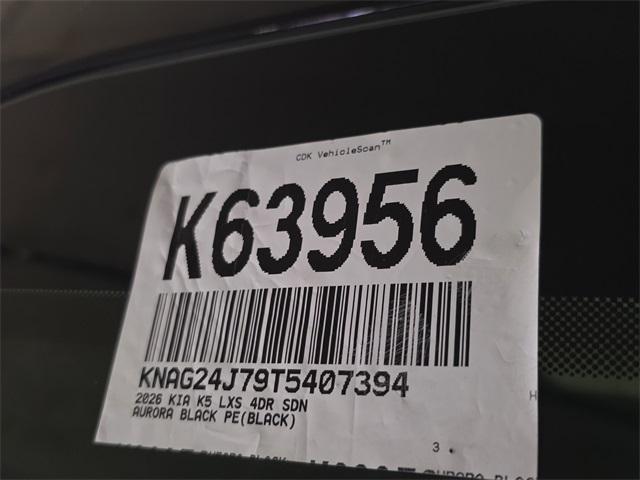 CDK VehicleScan™
K63956
KNAG24J79T5407394
2026 KIA K5 LXS 4DR SDN
AURORA BLACK PE(BLACK)
3